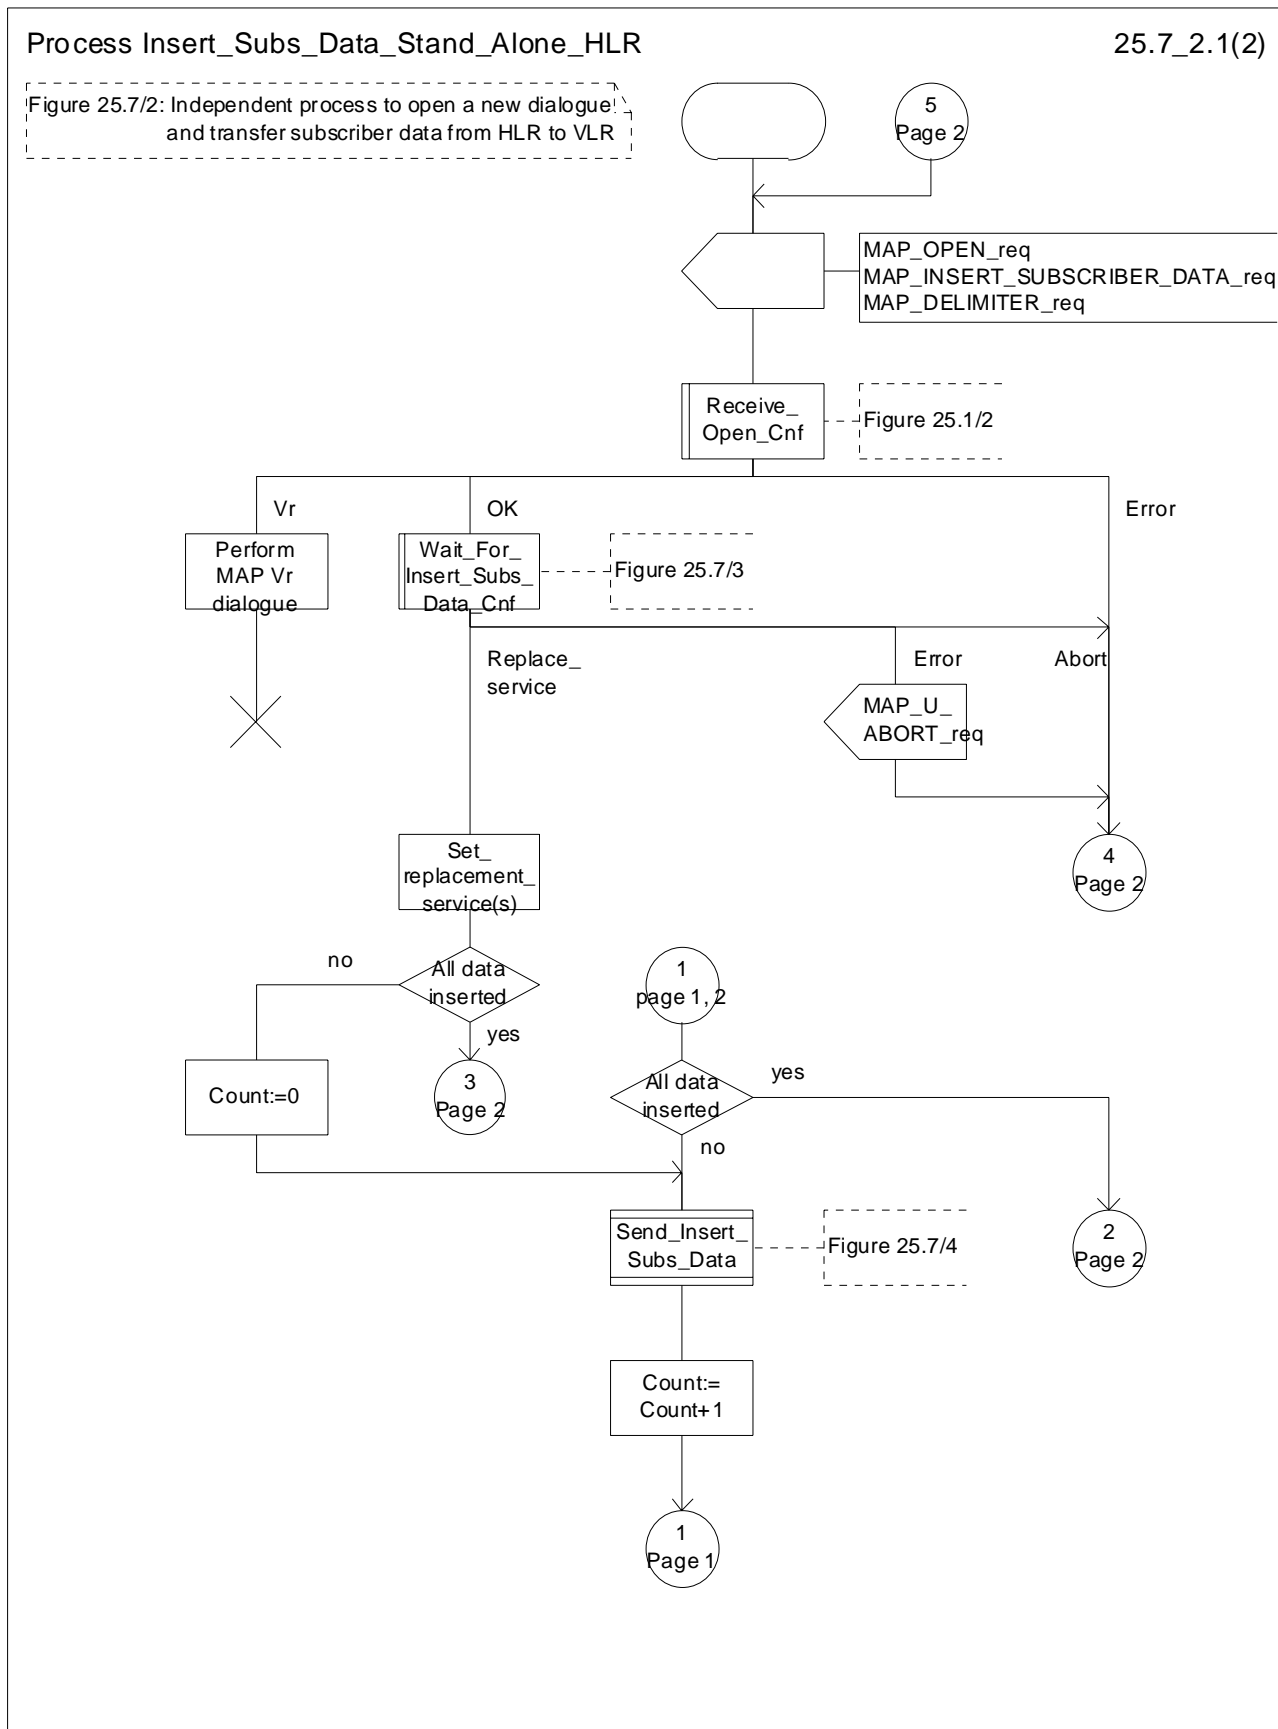 Process Insert_Subs_Data_Stand_Alone_HLR
25.7_2.1(2)
Figure 25.7/2: Independent process to open a new dialogue
and transfer subscriber data from HLR to VLR
5
Page 2
MAP_OPEN_req
MAP_INSERT_SUBSCRIBER_DATA_req
MAP_DELIMITER_req
Receive_
Open_Cnf
Figure 25.1/2
Vr
OK
Error
Perform
MAP Vr
dialogue
Wait_For_
Insert_Subs_
Data_Cnf
Figure 25.7/3
Replace_
service
Error
Abort
MAP_U_
ABORT_req
Set_
replacement_
service(s)
4
Page 2
no
All data
inserted
yes
1
page 1, 2
Count:=0
3
Page 2
All data
inserted
yes
no
Send_Insert_
Subs_Data
Figure 25.7/4
2
Page 2
Count:=
Count+1
1
Page 1